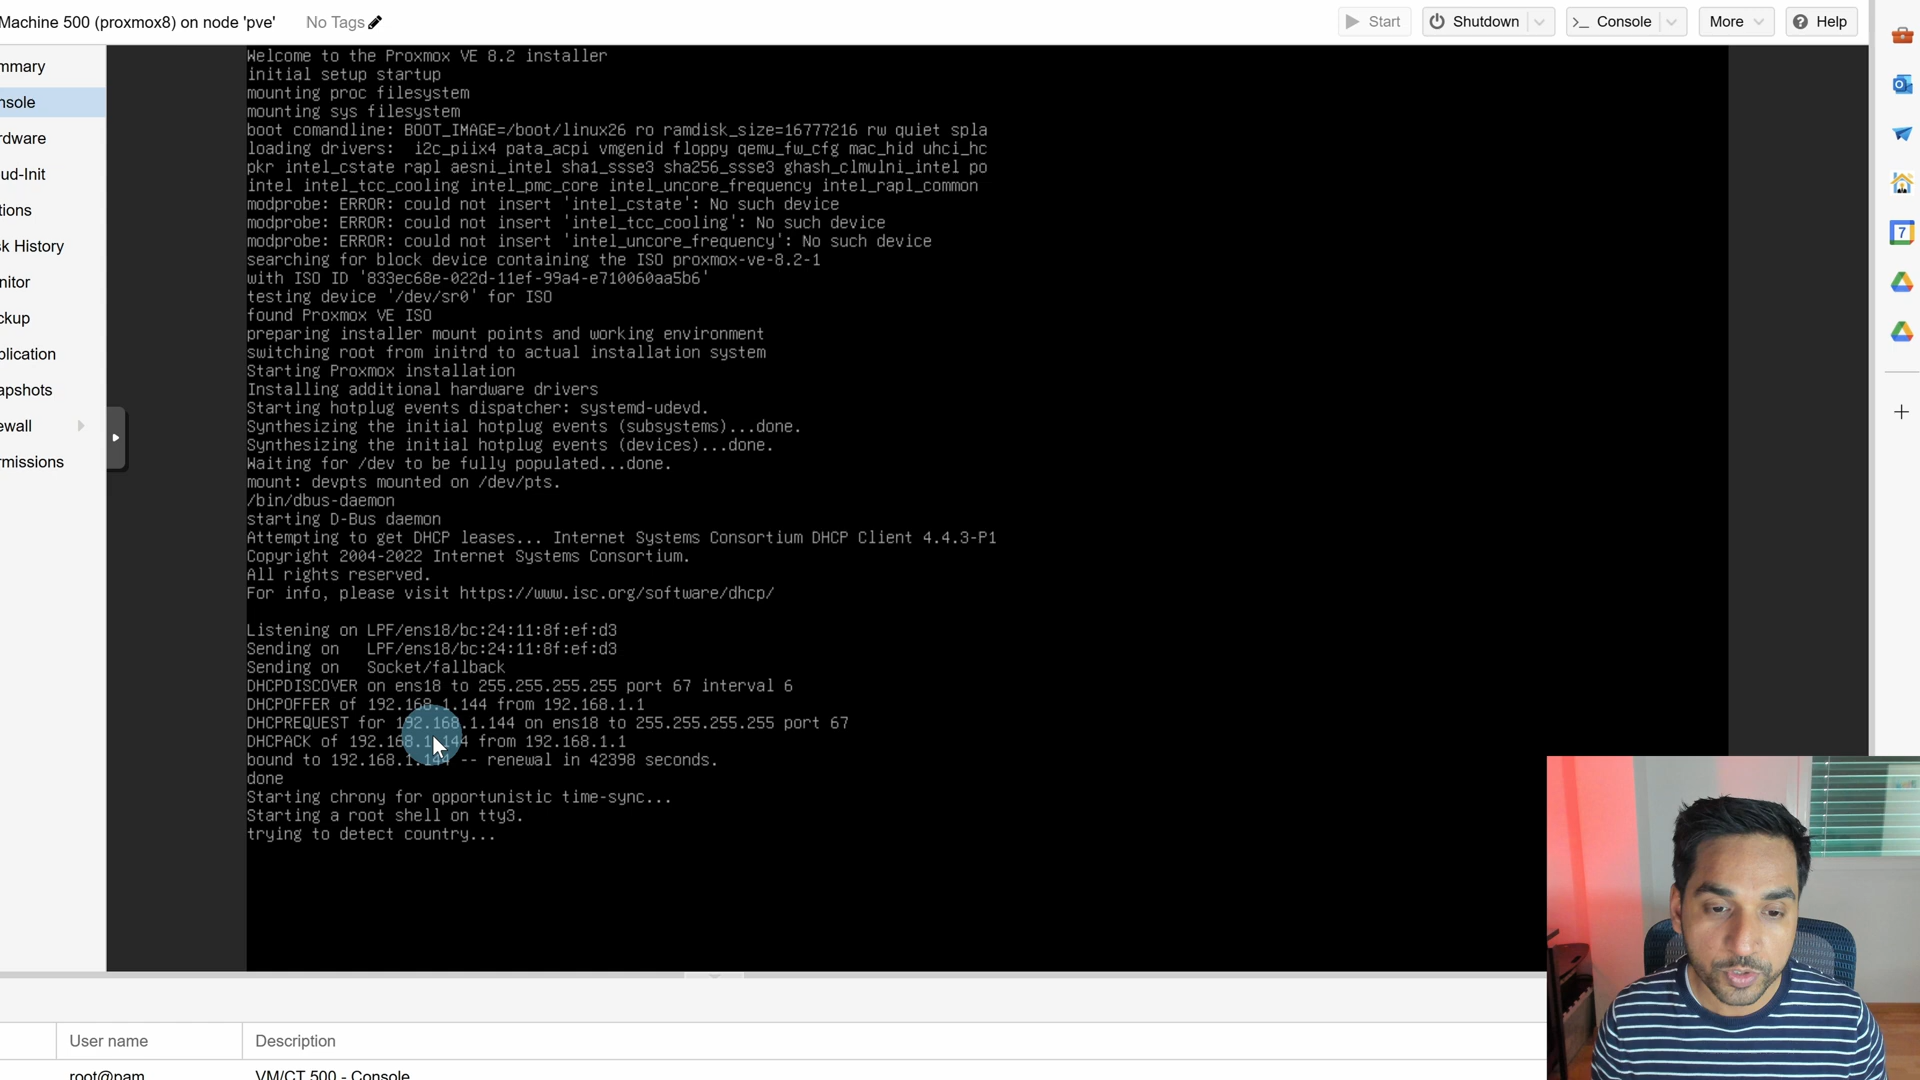 Machine 500 (proxmox8) on node 'pve'
No Tags
Start
Shutdown
Console
More
Help
mmary
nsole
rdware
ud-Init
tions
sk History
nitor
ckup
plication
apshots
ewall
rmissions
Welcome to the Proxmox VE 8.2 installer
initial setup startup
mounting proc filesystem
mounting sys filesystem
boot comandline: BOOT_IMAGE=/boot/linux26 ro ramdisk_size=16777216 rw quiet spla
loading drivers:  i2c_piix4 pata_acpi vmgenid floppy qemu_fw_cfg mac_hid uhci_hc
pkr intel_cstate rapl aesni_intel sha1_ssse3 sha256_ssse3 ghash_clmulni_intel po
intel intel_tcc_cooling intel_pmc_core intel_uncore_frequency intel_rapl_common
modprobe: ERROR: could not insert 'intel_cstate': No such device
modprobe: ERROR: could not insert 'intel_tcc_cooling': No such device
modprobe: ERROR: could not insert 'intel_uncore_frequency': No such device
searching for block device containing the ISO proxmox-ve-8.2-1
with ISO ID '833ec68e-022d-11ef-99a4-e710060aa5b6'
testing device '/dev/sr0' for ISO
found Proxmox VE ISO
preparing installer mount points and working environment
switching root from initrd to actual installation system
Starting Proxmox installation
Installing additional hardware drivers
Starting hotplug events dispatcher: systemd-udevd.
Synthesizing the initial hotplug events (subsystems)...done.
Synthesizing the initial hotplug events (devices)...done.
Waiting for /dev to be fully populated...done.
mount: devpts mounted on /dev/pts.
/bin/dbus-daemon
starting D-Bus daemon
Attempting to get DHCP leases... Internet Systems Consortium DHCP Client 4.4.3-P1
Copyright 2004-2022 Internet Systems Consortium.
All rights reserved.
For info, please visit https://www.isc.org/software/dhcp/
Listening on LPF/ens18/bc:24:11:8f:ef:d3
Sending on   LPF/ens18/bc:24:11:8f:ef:d3
Sending on   Socket/fallback
DHCPDISCOVER on ens18 to 255.255.255.255 port 67 interval 6
DHCPOFFER of 192.168.1.144 from 192.168.1.1
DHCPREQUEST for 192.168.1.144 on ens18 to 255.255.255.255 port 67
DHCPACK of 192.168.1.144 from 192.168.1.1
bound to 192.168.1.144 -- renewal in 42398 seconds.
done
Starting chrony for opportunistic time-sync...
Starting a root shell on tty3.
trying to detect country...
7
User name
Description
root@pam
VM/CT 500 - Console